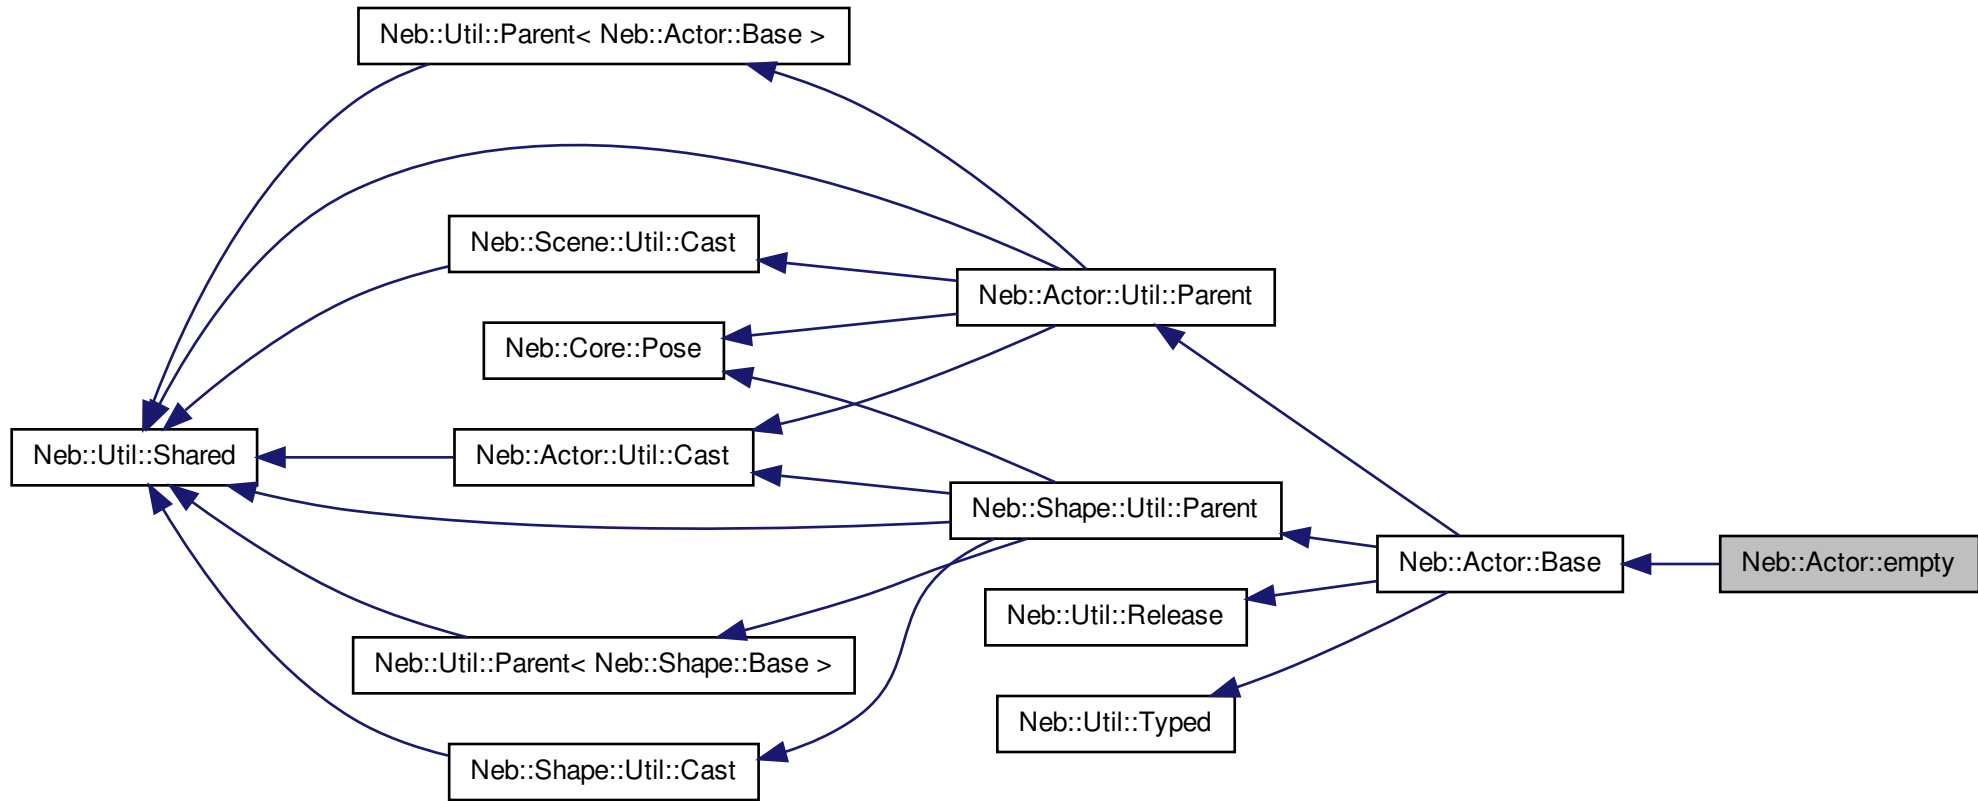 Neb::Util::Parent< Neb::Actor::Base >
Neb::Scene::Util::Cast
Neb::Actor::Util::Parent
Neb::Core::Pose
Neb::Util::Shared
Neb::Actor::Util::Cast
Neb::Shape::Util::Parent
Neb::Actor::Base
Neb::Actor::empty
Neb::Util::Release
Neb::Util::Parent< Neb::Shape::Base >
Neb::Util::Typed
Neb::Shape::Util::Cast